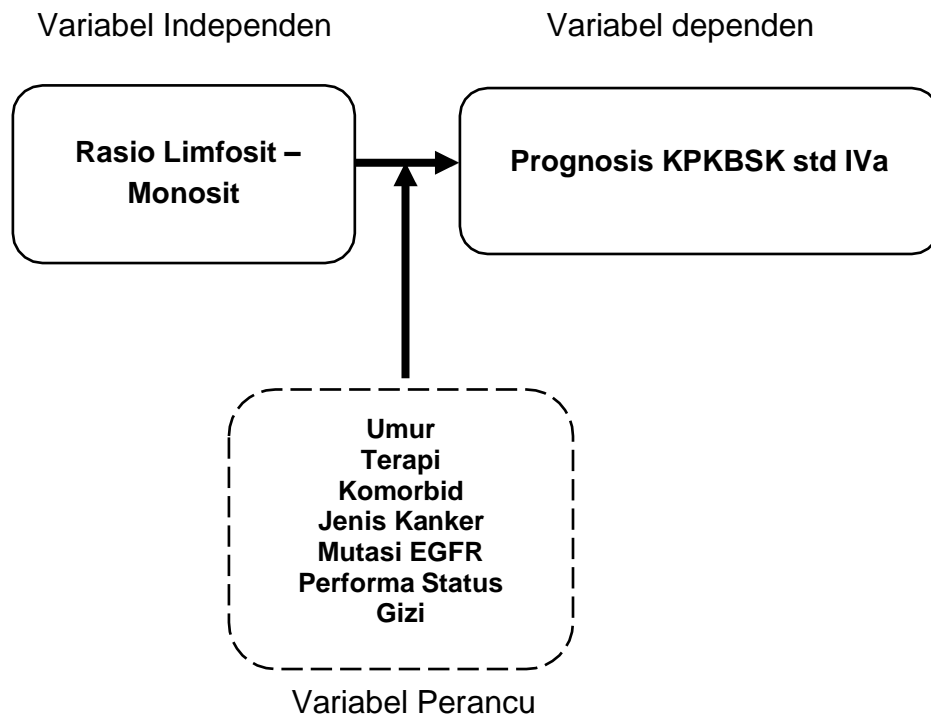 Variabel Independen
Variabel dependen
Rasio Limfosit –
Monosit
Prognosis KPKBSK std IVa
Umur
Terapi
Komorbid
Jenis Kanker
Mutasi EGFR
Performa Status
Gizi
Variabel Perancu